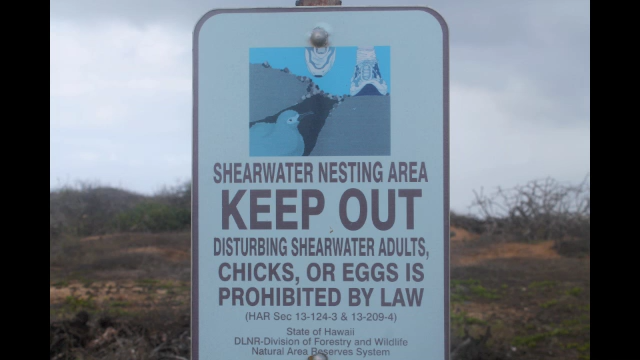 SHEARWATER NESTING AREA
KEEP OUT
DISTURBING SHEARWATER ADULTS,
CHICKS, OR EGGS IS
PROHIBITED BY LAW
(HAR Sec 13-124-3 & 13-209-4)
State of Hawaii
DLNR-Division of Forestry and Wildlife
Natural Area Reserves System